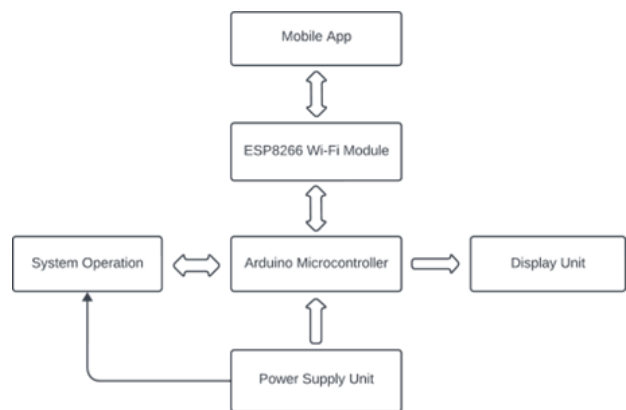 Mobile App
ESP8266 Wi-Fi Module
System Operation
Arduino Microcontroller
Display Unit
Power Supply Unit